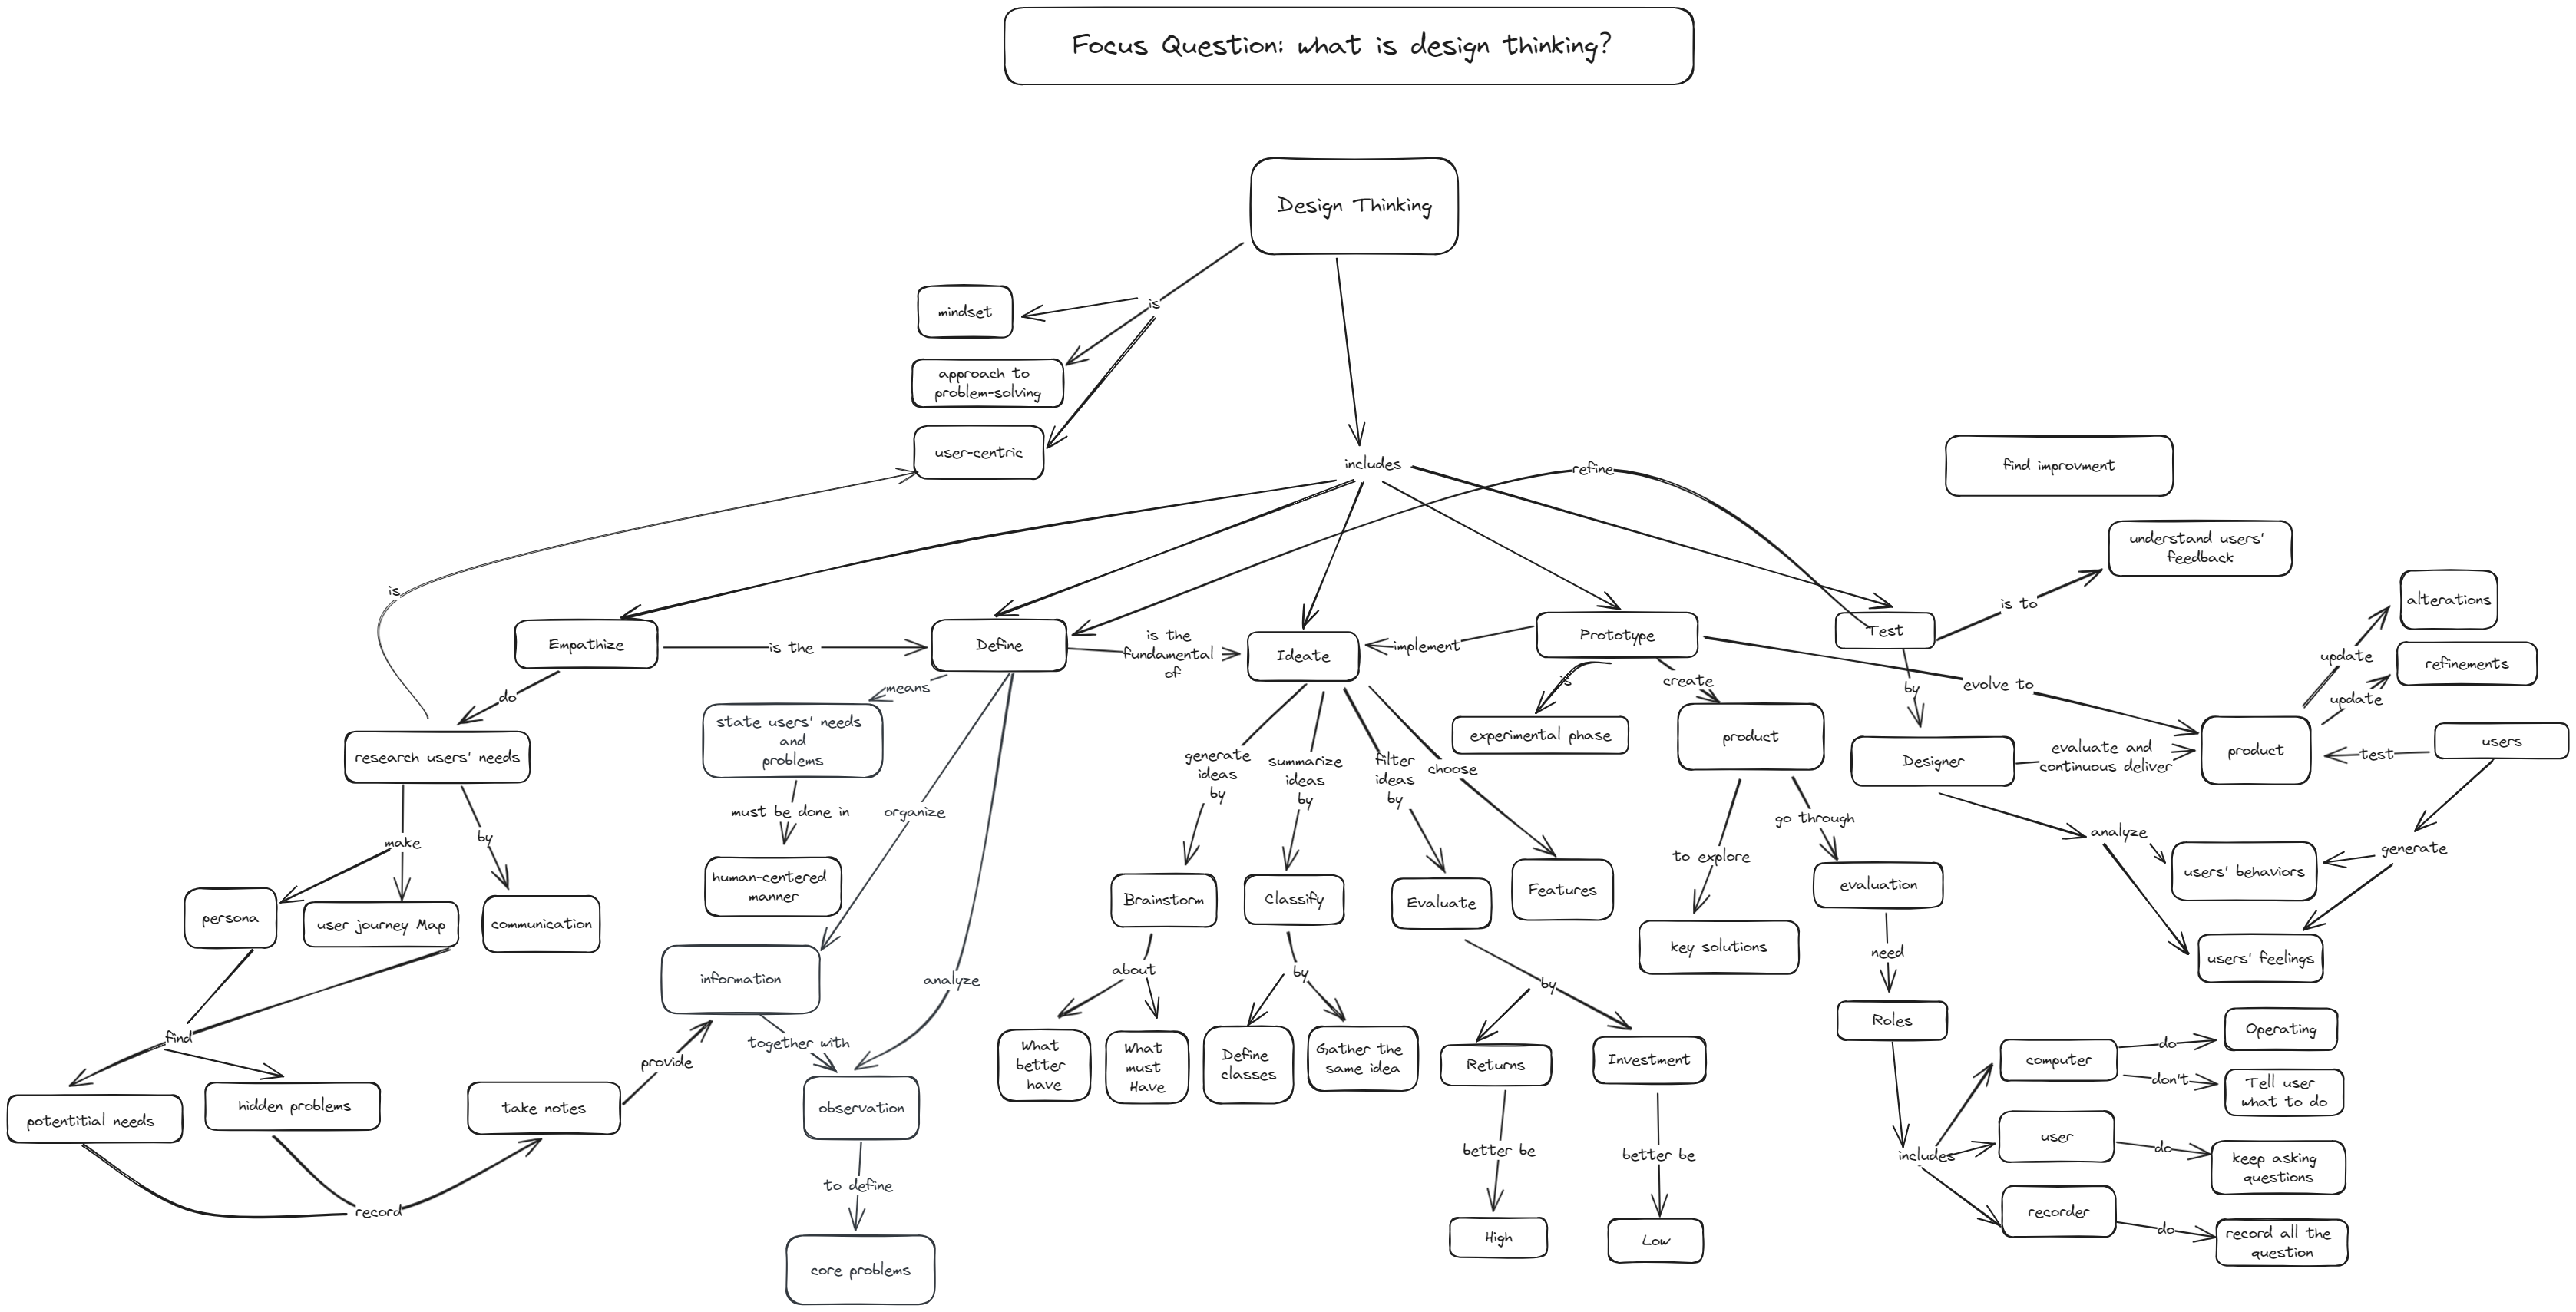 Focus Question: what is design thinking?
Design Thinking
is
mindset
approach to
problem-solving
user-centric
includes
refine
find improvment
understand users'
feedback
is
is to
alterations
Empathize
is the
Define
is the
fundamental
of
Ideate
implement
Prototype
Test
update
refinements
update
do
means
is
create
evolve to
by
research users' needs
state users' needs
and
problems
experimental phase
product
Designer
evaluate and
continuous deliver
product
test
users
generate
ideas
by
summarize
ideas
by
filter
ideas
by
choose
must be done in
organize
go through
analyze
generate
make
by
to explore
users' behaviors
human-centered
manner
persona
user journey Map
communication
Brainstorm
Classify
Evaluate
Features
evaluation
key solutions
users' feelings
information
analyze
about
by
by
need
find
together with
provide
Roles
What
better
have
What
must
Have
Define
classes
Gather the
same idea
Returns
Investment
computer
do
Operating
don't
Tell user
what to do
potentitial needs
hidden problems
take notes
observation
user
do
keep asking
questions
includes
better be
better be
record
to define
recorder
do
record all the
question
High
Low
core problems